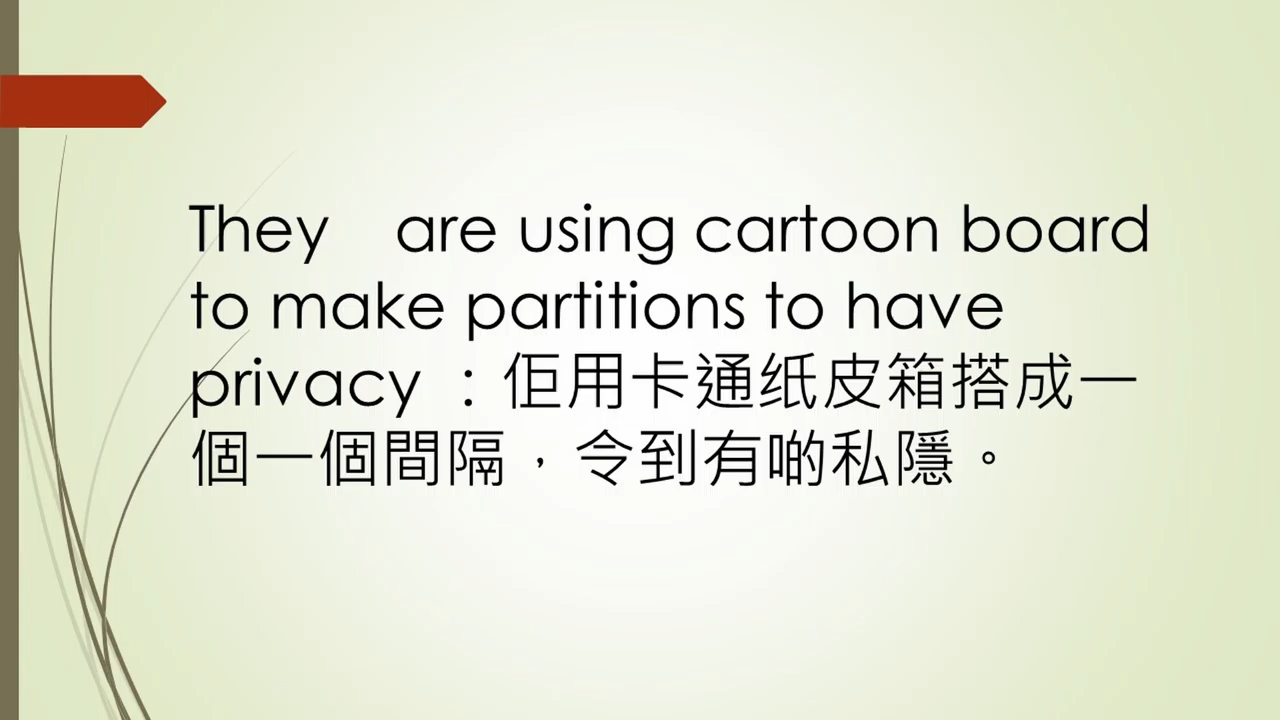 They　are using cartoon board
to make partitions to have
privacy ：佢用卡通纸皮箱搭成一
個一個間隔，令到有啲私隱。